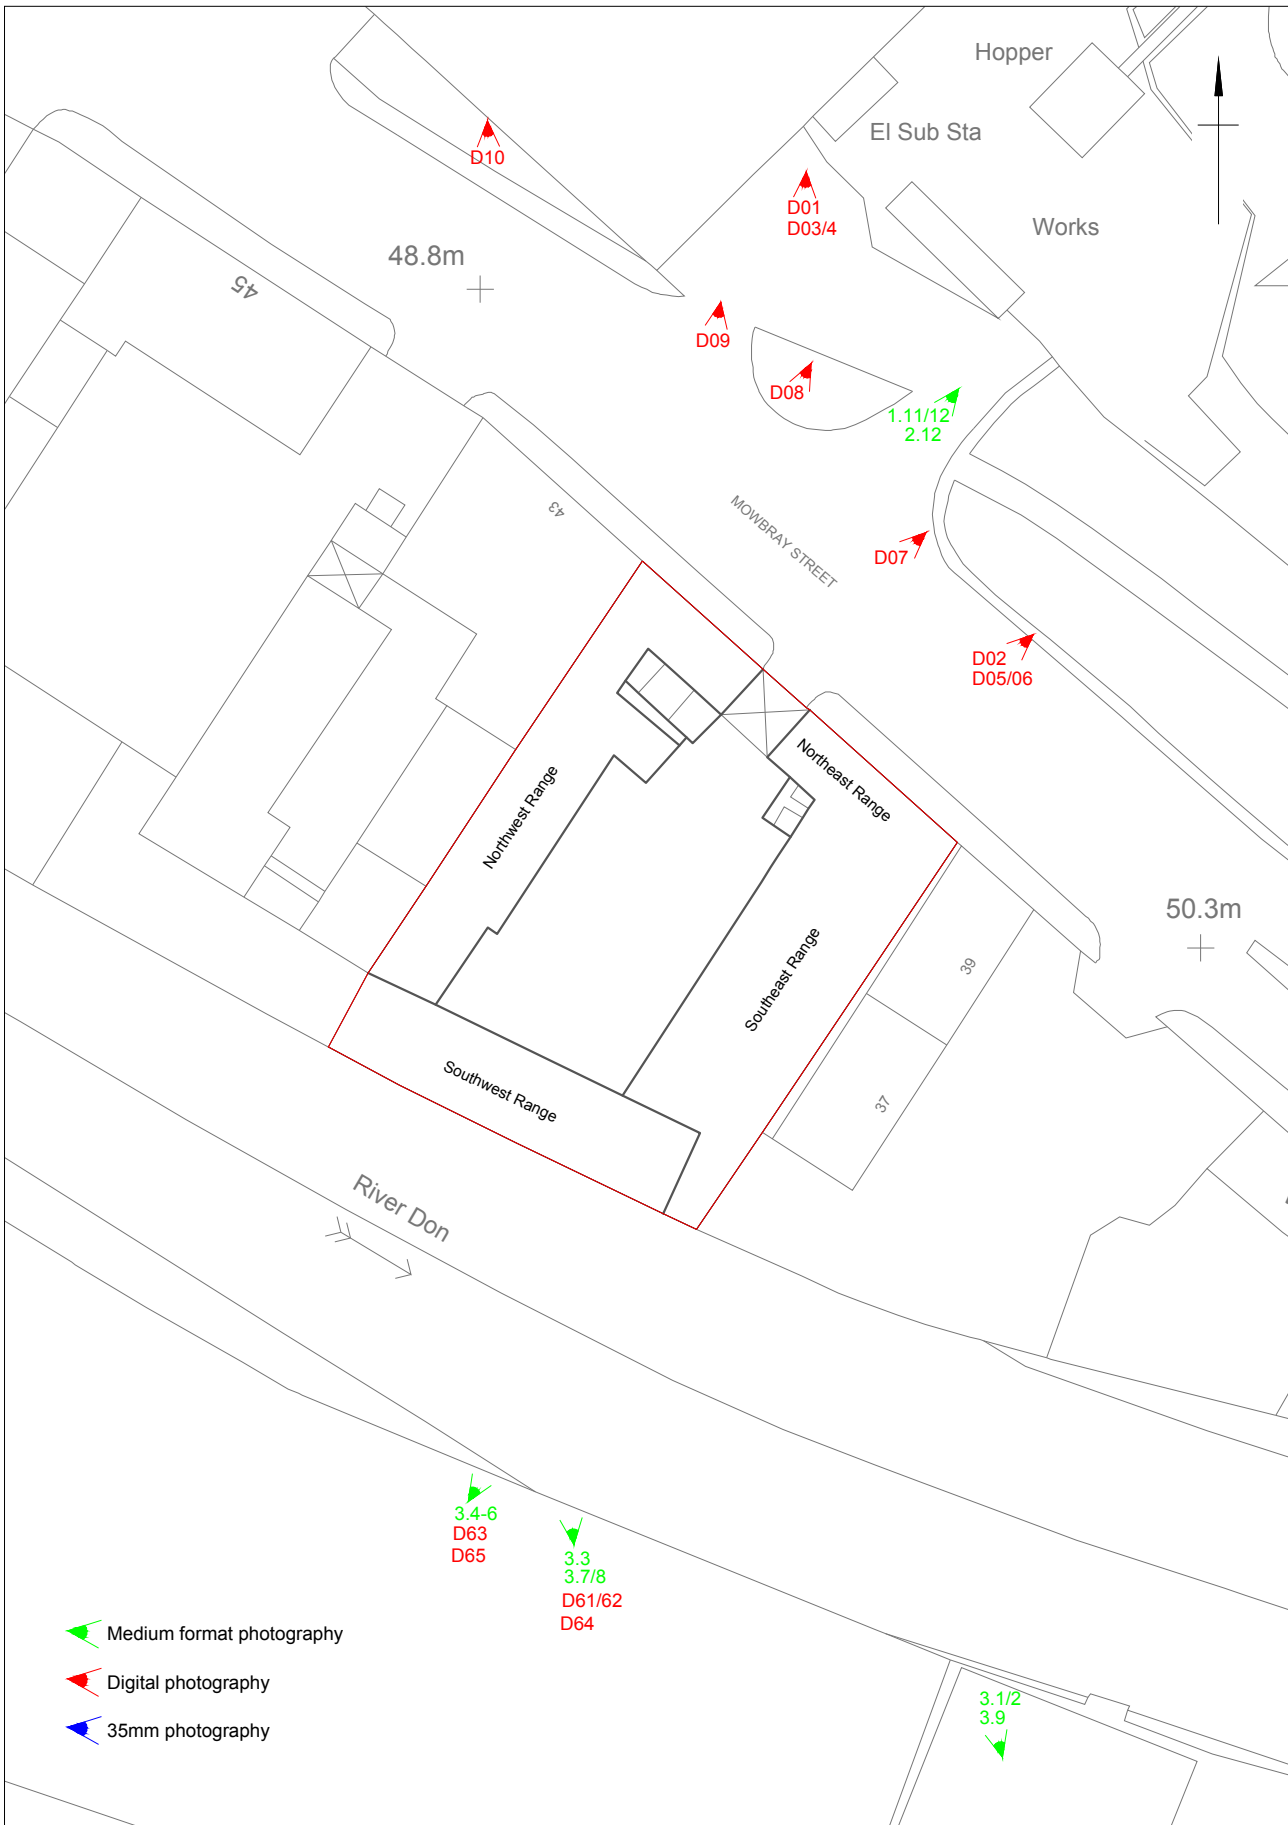 Hopper
El Sub Sta
D10
D01
D03/4
Works
48.8m
45
D09
D08
1.11/12
2.12
43
MOWBRAY STREET
D07
D02
D05/06
Northeast Range
Northwest Range
50.3m
39
Southeast Range
37
Southwest Range
River Don
3.4-6
D63
D65
3.3
3.7/8
D61/62
D64
Medium format photography
Digital photography
35mm photography
3.1/2
3.9